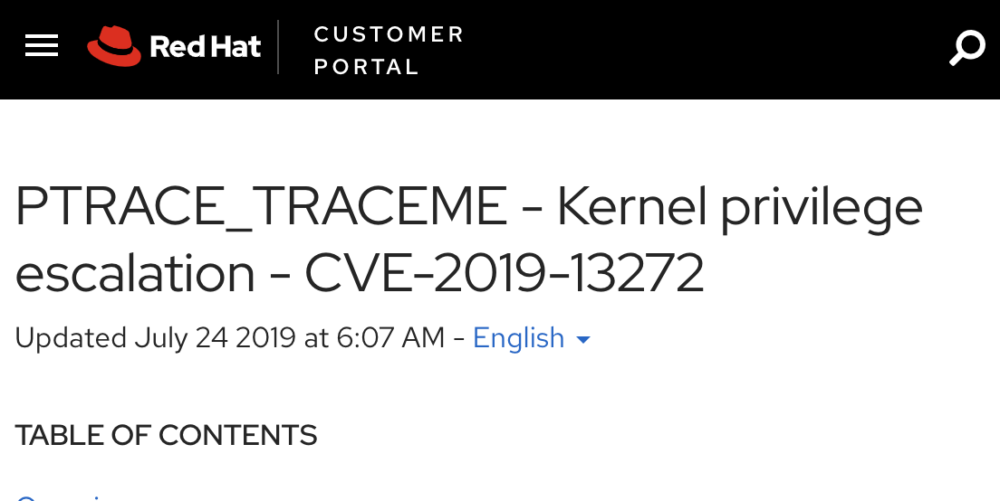 Red Hat
CUSTOMER
PORTAL
PTRACE_TRACEME - Kernel privilege
escalation - CVE-2019-13272
Updated July 24 2019 at 6:07 AM - English
TABLE OF CONTENTS